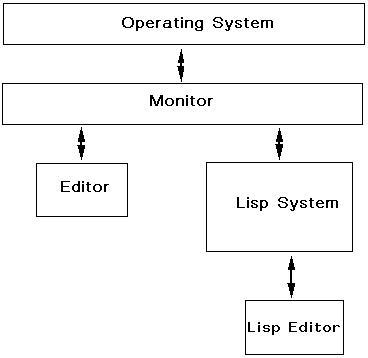 Operating System
Monitor
Editor
Lisp System
Lisp Editor